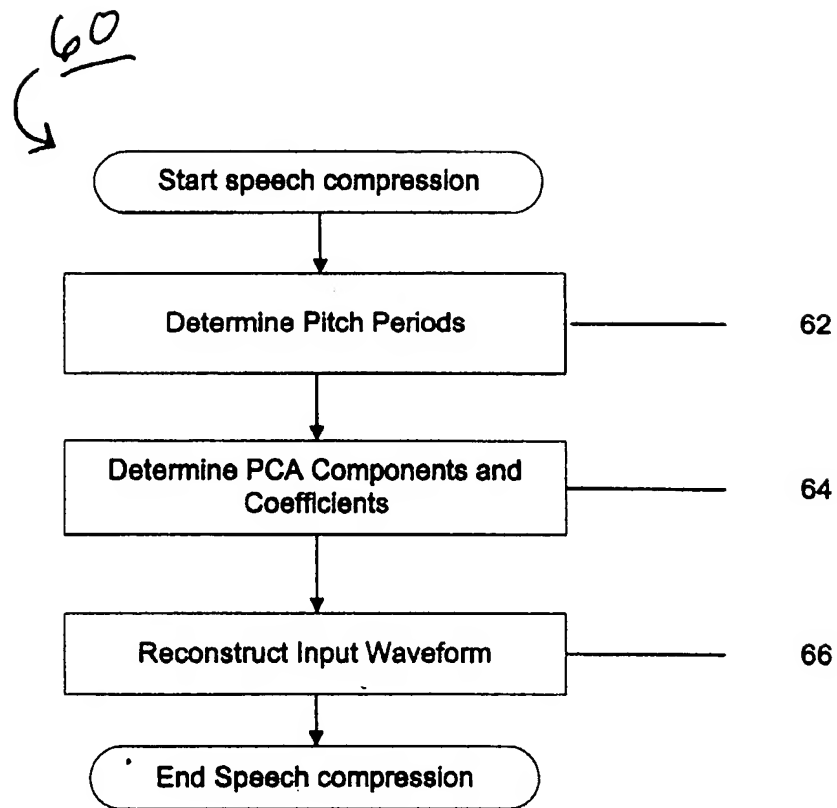 60
Start speech compression
Determine Pitch Periods
62
Determine PCA Components and
Coefficients
64
Reconstruct Input Waveform
66
End Speech compression